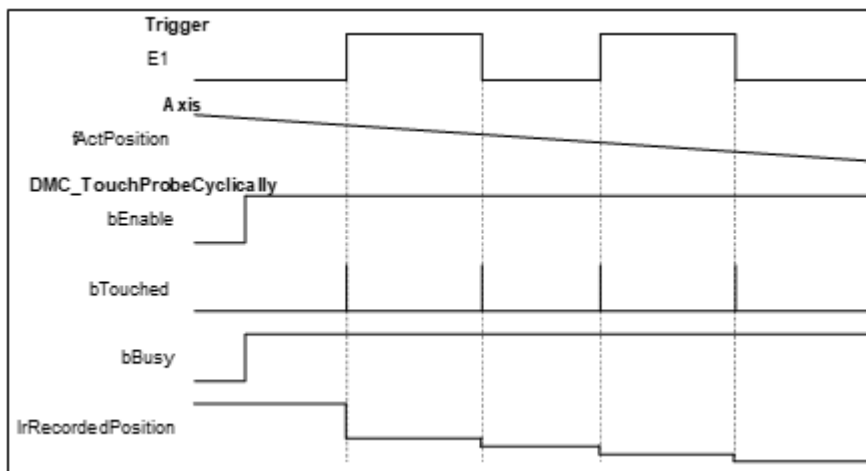 Trigger
E1
Axis
fActPosition
DMC_TouchProbeCyclically
bEnable
bTouched
bBusy
lrRecordedPosition